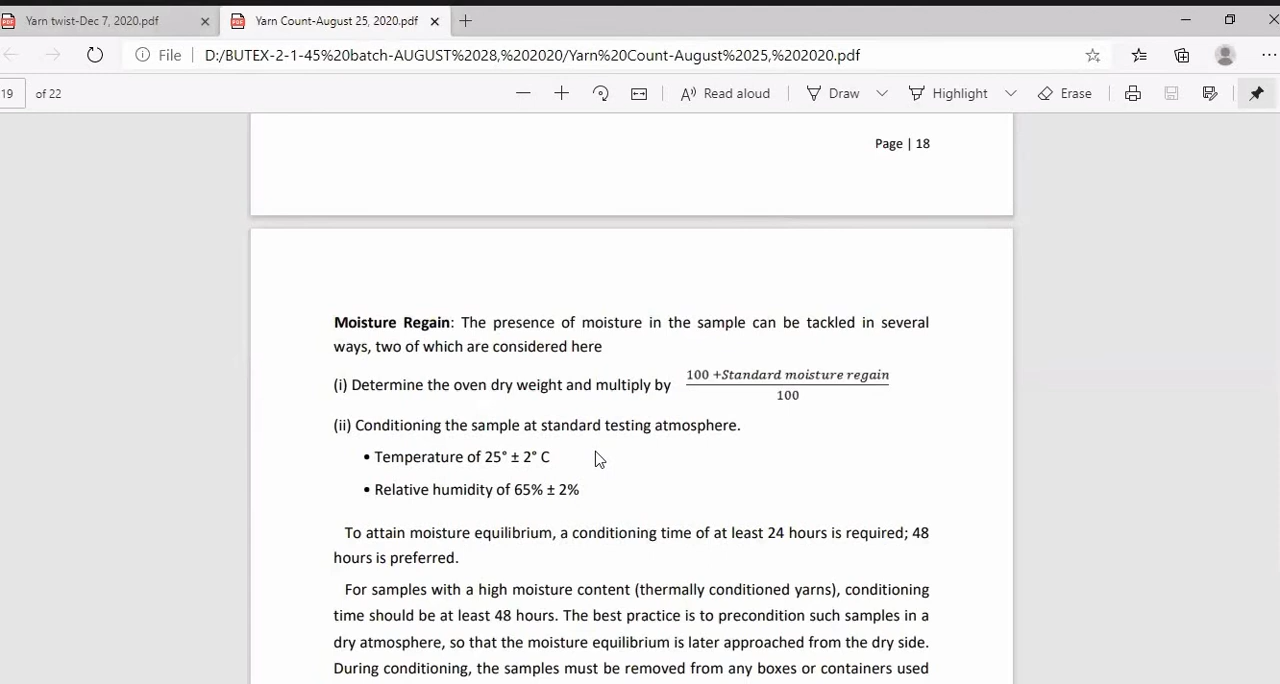 Yarn twist-Dec 7, 2020.pdf
Yarn Count-August 25, 2020.pdf
File
D:/BUTEX-2-1-45%20batch-AUGUST%2028,%202020/Yarn%20Count-August%2025,%202020.pdf
19 of 22
Read aloud
Draw
Highlight
Erase
Page | 18
Moisture Regain: The presence of moisture in the sample can be tackled in several
ways, two of which are considered here
(i) Determine the oven dry weight and multiply by
100 +Standard moisture regain
100
(ii) Conditioning the sample at standard testing atmosphere.
• Temperature of 25° ± 2° C
• Relative humidity of 65% ± 2%
To attain moisture equilibrium, a conditioning time of at least 24 hours is required; 48
hours is preferred.
For samples with a high moisture content (thermally conditioned yarns), conditioning
time should be at least 48 hours. The best practice is to precondition such samples in a
dry atmosphere, so that the moisture equilibrium is later approached from the dry side.
During conditioning, the samples must be removed from any boxes or containers used